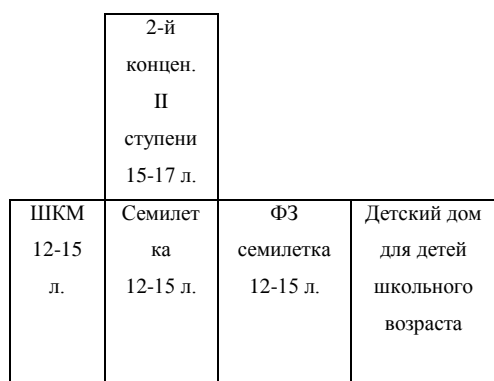 2-й
концен.
II
ступени
15-17 л.
ШКМ
12-15
л.
Семилет
ка
12-15 л.
ФЗ
семилетка
12-15 л.
Детский дом
для детей
школьного
возраста